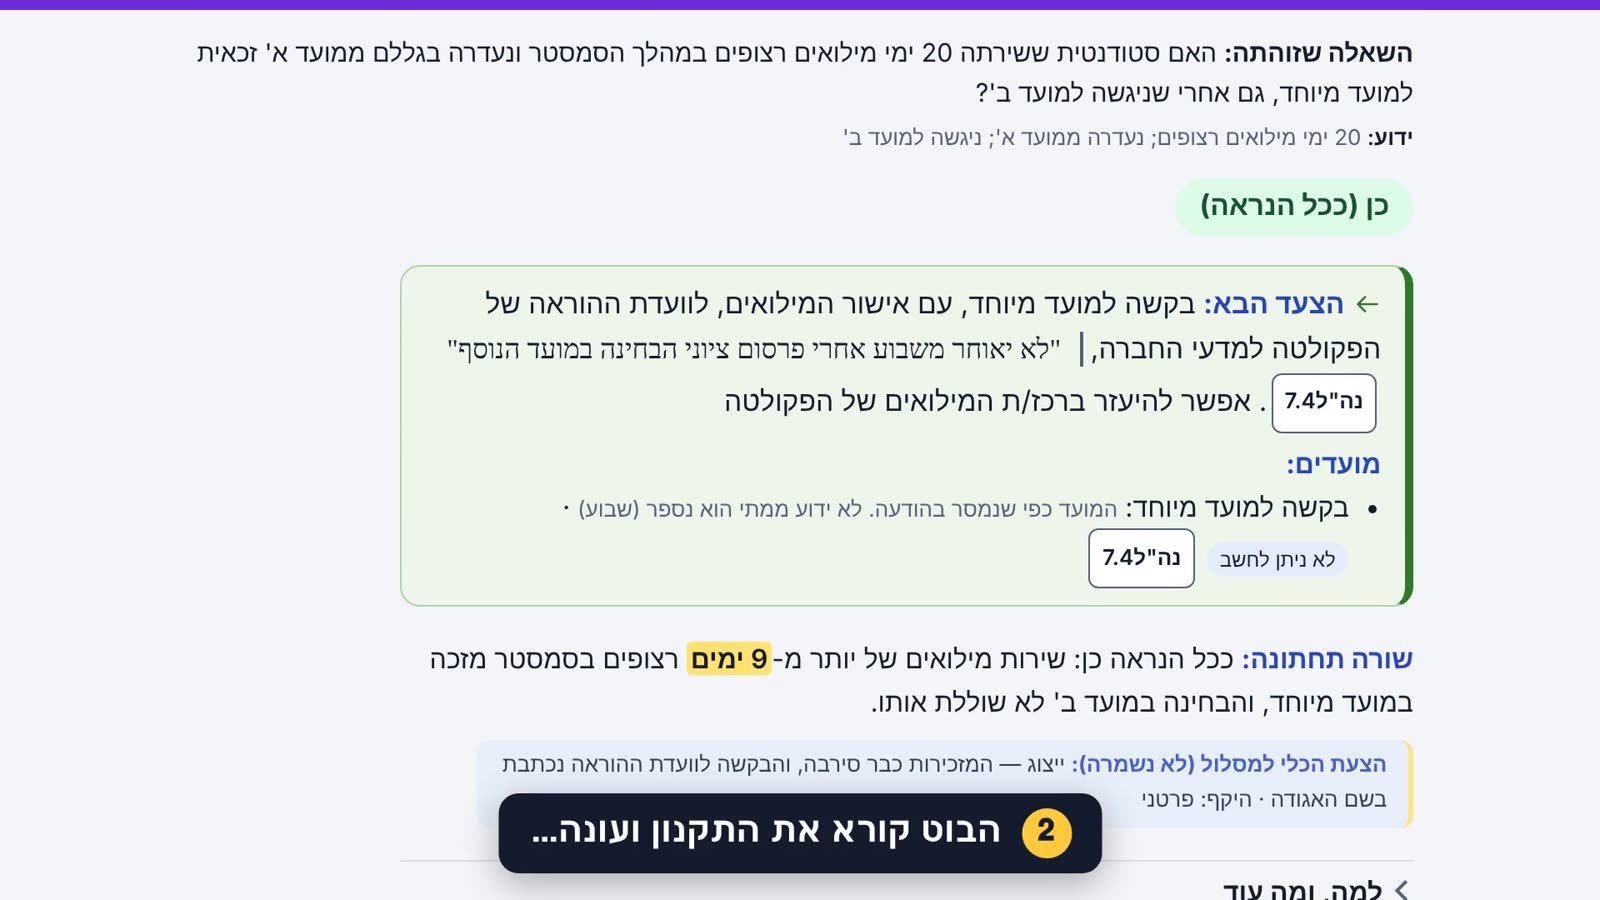 השאלה שזוהתה: האם סטודנטית ששירתה 20 ימי מילואים רצופים במהלך הסמסטר ונעדרה בגללם ממועד א' זכאית
למועד מיוחד, גם אחרי שניגשה למועד ב'?
ידוע: 20 ימי מילואים רצופים; נעדרה ממועד א'; ניגשה למועד ב'
כן (ככל הנראה)
← הצעד הבא: בקשה למועד מיוחד, עם אישור המילואים, לוועדת ההוראה של
הפקולטה למדעי החברה, "לא יאוחר משבוע אחרי פרסום ציוני הבחינה במועד הנוסף"
נה"ל7.4 . אפשר להיעזר ברכז/ת המילואים של הפקולטה
מועדים:
• בקשה למועד מיוחד: המועד כפי שנמסר בהודעה. לא ידוע ממתי הוא נספר (שבוע) ·
לא ניתן לחשב נה"ל7.4
שורה תחתונה: ככל הנראה כן: שירות מילואים של יותר מ-9 ימים רצופים בסמסטר מזכה
במועד מיוחד, והבחינה במועד ב' לא שוללת אותו.
הצעת הכלי למסלול (לא נשמרה): ייצוג — המזכירות כבר סירבה, והבקשה לוועדת ההוראה נכתבת
בשם האגודה · היקף: פרטני
2 הבוט קורא את התקנון ועונה...
למה, ומה עוד